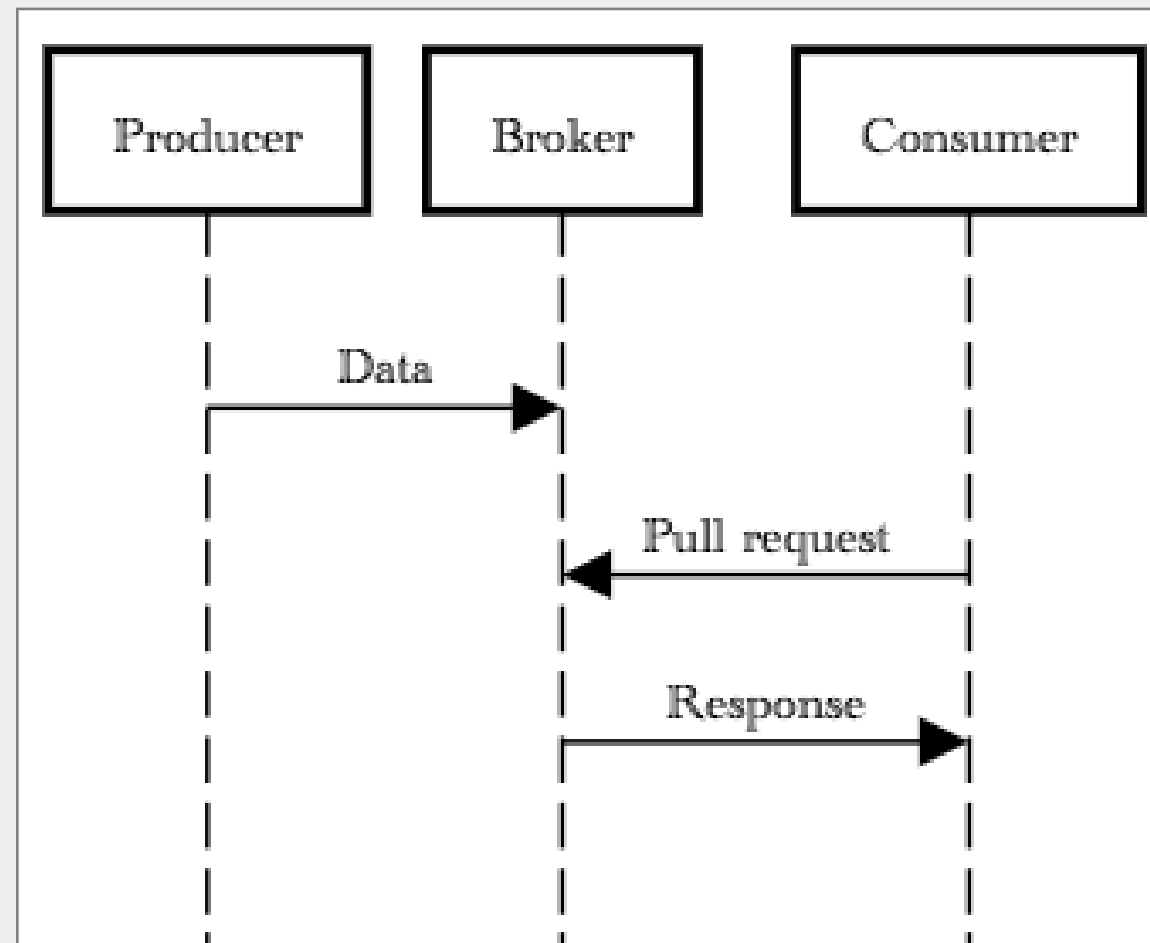 Producer
Broker
Consumer
Data
Pull request
Response